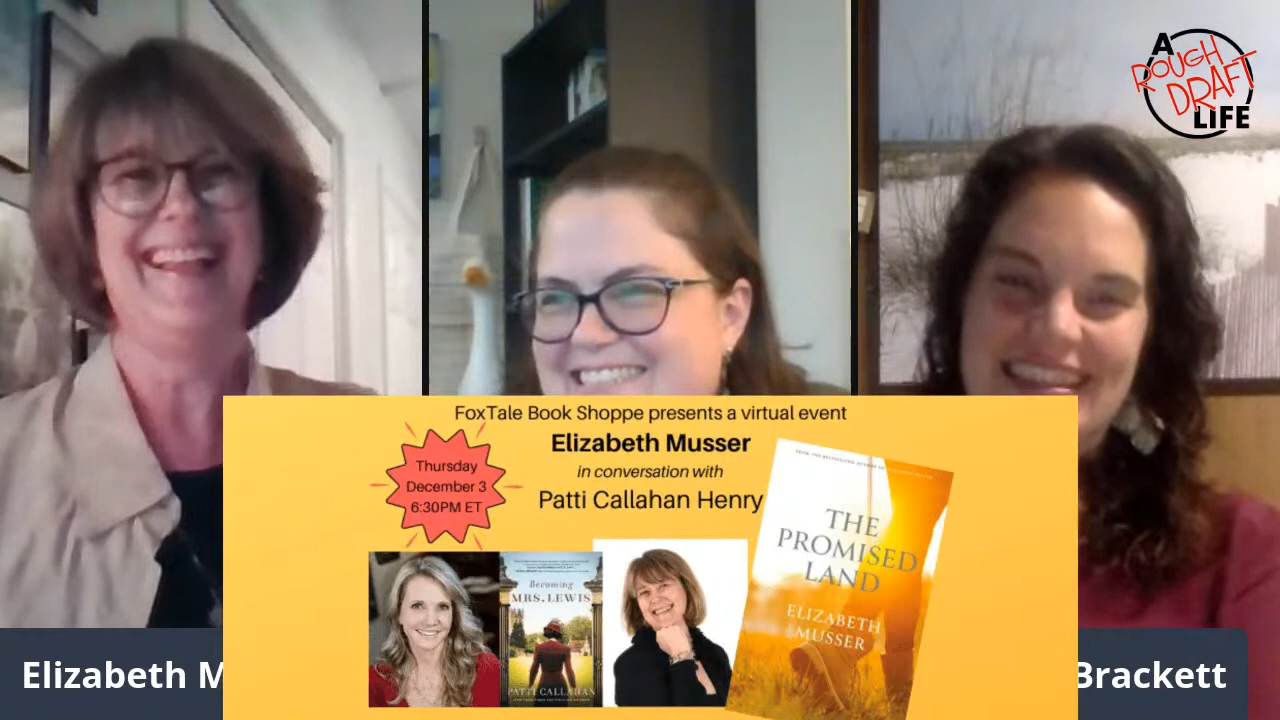 A
ROUGH
DRAFT
LIFE
FoxTale Book Shoppe presents a virtual event
Elizabeth Musser
in conversation with
Patti Callahan Henry
Thursday
December 3
6:30PM ET
Becoming
MRS. LEWIS
PATTI CALLAHAN
THE
PROMISED
LAND
ELIZABETH
MUSSER
Elizabeth M
Brackett